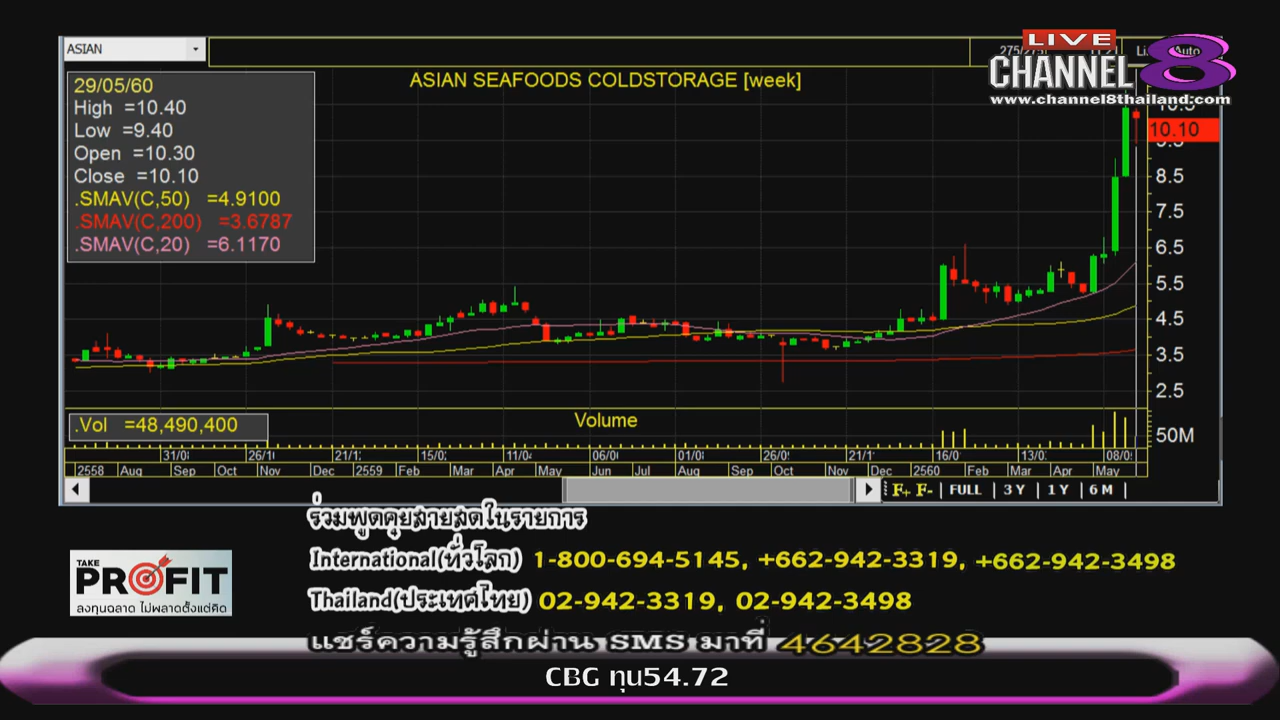 ASIAN
LIVE
CHANNEL 8
www.channel8thailand.com
ASIAN SEAFOODS COLDSTORAGE [week]
29/05/60
High =10.40
Low =9.40
Open =10.30
Close =10.10
.SMAV(C,50) =4.9100
.SMAV(C,200) =3.6787
.SMAV(C,20) =6.1170
10.10
8.5
7.5
6.5
5.5
4.5
3.5
2.5
Volume
.Vol =48,490,400
50M
2558 Aug Sep Oct Nov Dec 2559 Feb Mar Apr May Jun Jul Aug Sep Oct Nov Dec 2560 Feb Mar Apr May
F+ F- FULL 3 Y 1 Y 6 M
ร่วมพูดคุยสายสดในรายการ
International(ทั่วโลก) 1-800-694-5145, +662-942-3319, +662-942-3498
Thailand(ประเทศไทย) 02-942-3319, 02-942-3498
แชร์ความรู้สึกผ่าน SMS มาที่ 4642828
TAKE
PROFIT
ลงทุนฉลาด ไม่พลาดตั้งแต่คิด
CBG ทุน54.72